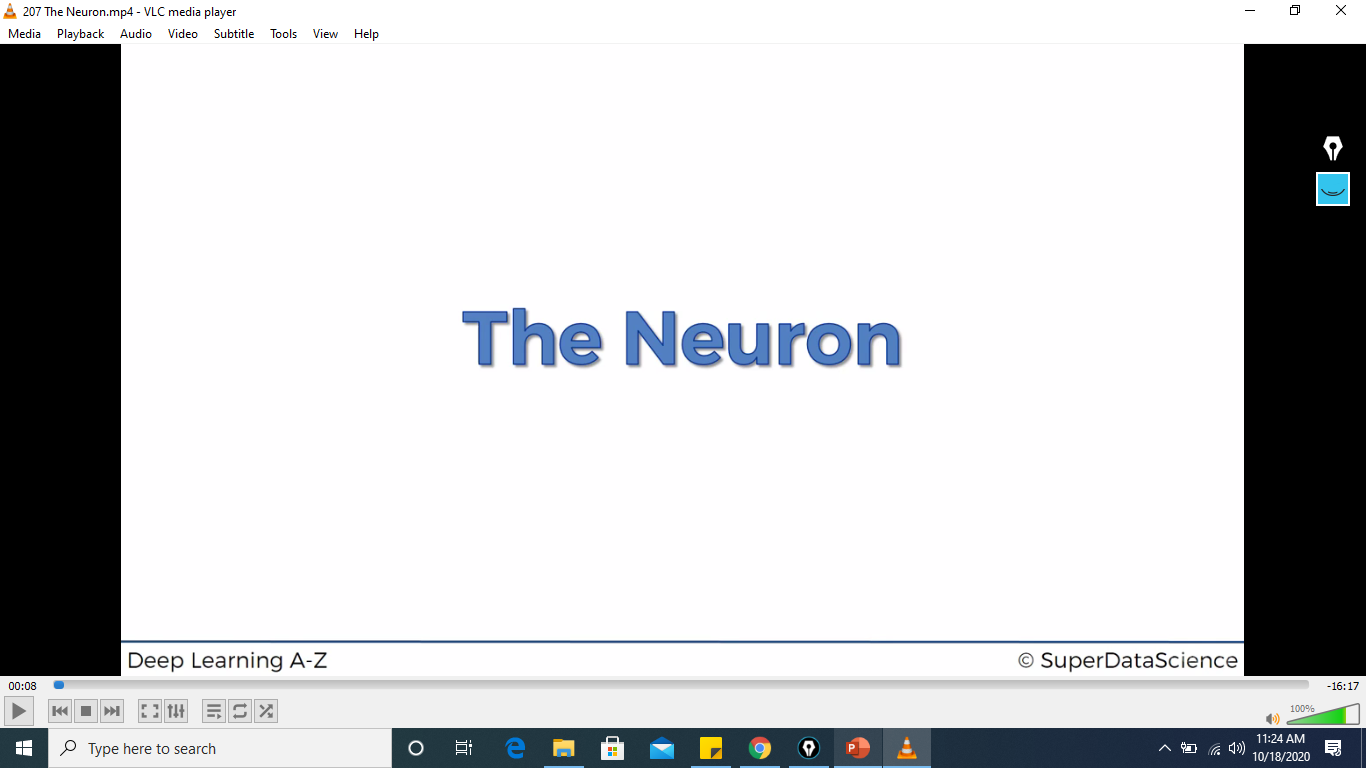 207 The Neuron.mp4 - VLC media player
Media Playback Audio Video Subtitle Tools View Help
The Neuron
Deep Learning A-Z
© SuperDataScience
00:08
-16:17
100%
Type here to search
11:24 AM
10/18/2020